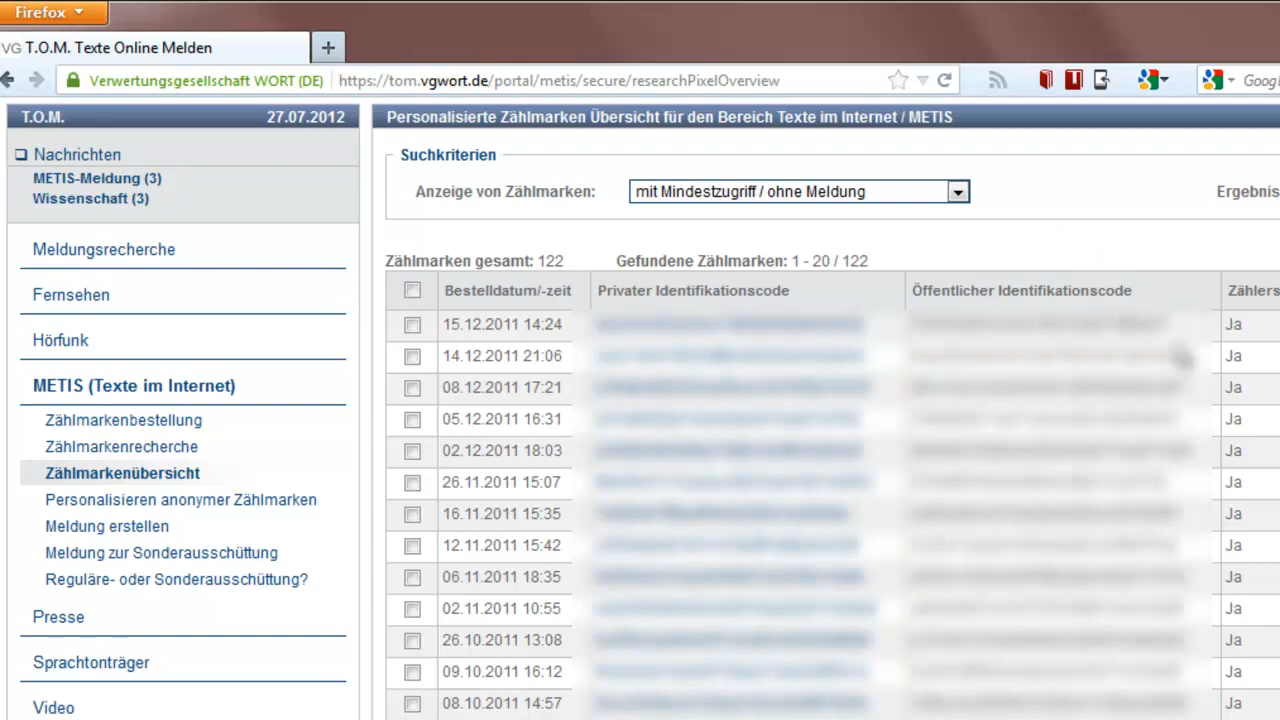 Firefox
VG T.O.M. Texte Online Melden
Verwertungsgesellschaft WORT (DE) https://tom.vgwort.de/portal/metis/secure/researchPixelOverview
Goog
T.O.M. 27.07.2012
Nachrichten
METIS-Meldung (3)
Wissenschaft (3)
Meldungsrecherche
Fernsehen
Hörfunk
METIS (Texte im Internet)
Zählmarkenbestellung
Zählmarkenrecherche
Zählmarkenübersicht
Personalisieren anonymer Zählmarken
Meldung erstellen
Meldung zur Sonderausschüttung
Reguläre- oder Sonderausschüttung?
Presse
Sprachtonträger
Video
Personalisierte Zählmarken Übersicht für den Bereich Texte im Internet / METIS
Suchkriterien
Anzeige von Zählmarken: mit Mindestzugriff / ohne Meldung Ergebnis
Zählmarken gesamt: 122 Gefundene Zählmarken: 1 - 20 / 122
Bestelldatum/-zeit Privater Identifikationscode Öffentlicher Identifikationscode Zählers
15.12.2011 14:24 Ja
14.12.2011 21:06 Ja
08.12.2011 17:21 Ja
05.12.2011 16:31 Ja
02.12.2011 18:03 Ja
26.11.2011 15:07 Ja
16.11.2011 15:35 Ja
12.11.2011 15:42 Ja
06.11.2011 18:35 Ja
02.11.2011 10:55 Ja
26.10.2011 13:08 Ja
09.10.2011 16:12 Ja
08.10.2011 14:57 Ja